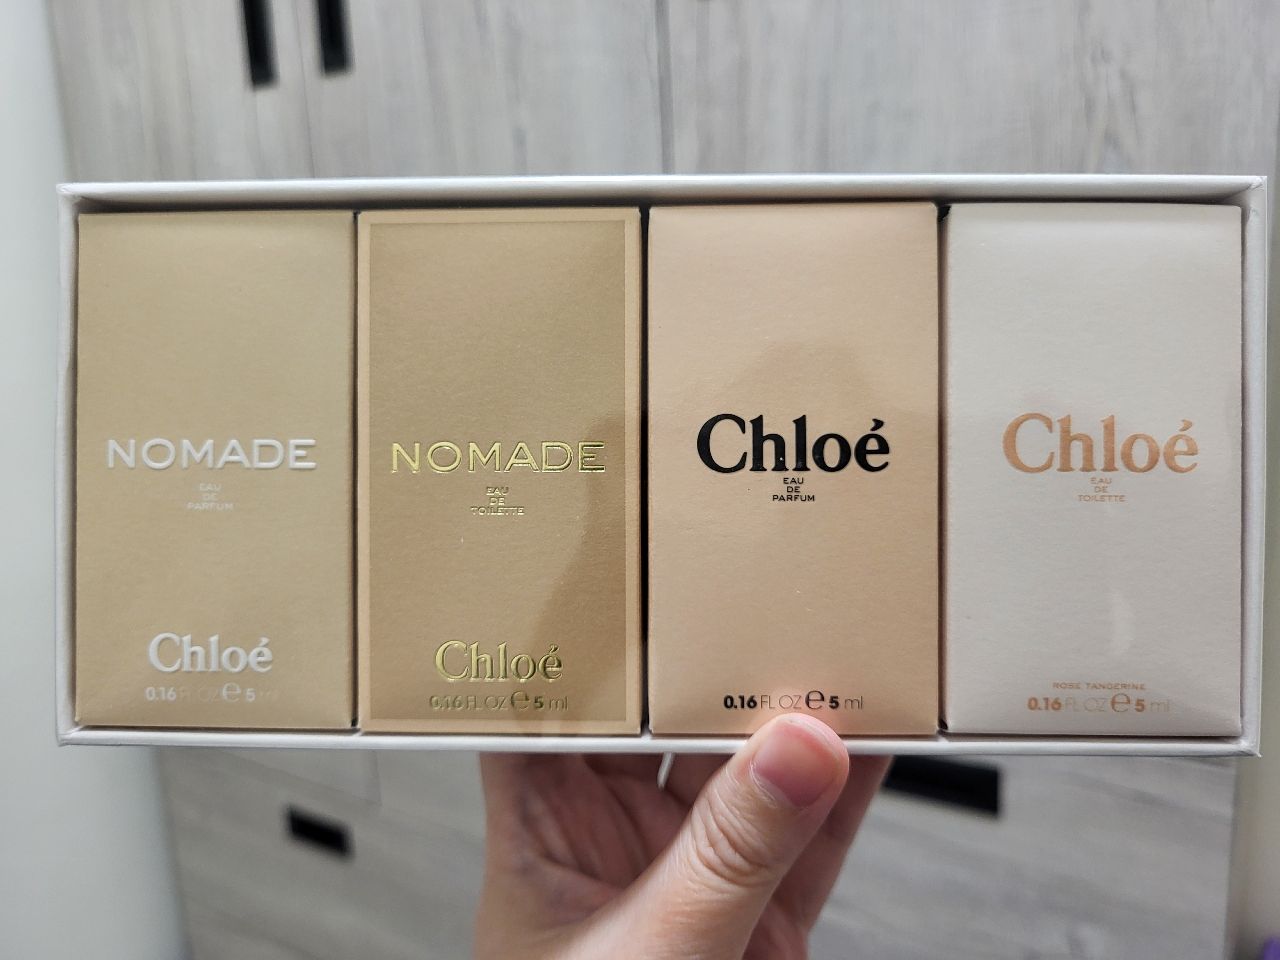 NOMADE
EAU
DE
PARFUM
Chloé
0.16 FL OZ e 5 ml
NOMADE
EAU
DE
TOILETTE
Chloé
0.16 FL OZ e 5 ml
Chloé
EAU
DE
PARFUM
0.16 FL OZ e 5 ml
Chloé
EAU
DE
TOILETTE
ROSE TANGERINE
0.16 FL OZ e 5 ml